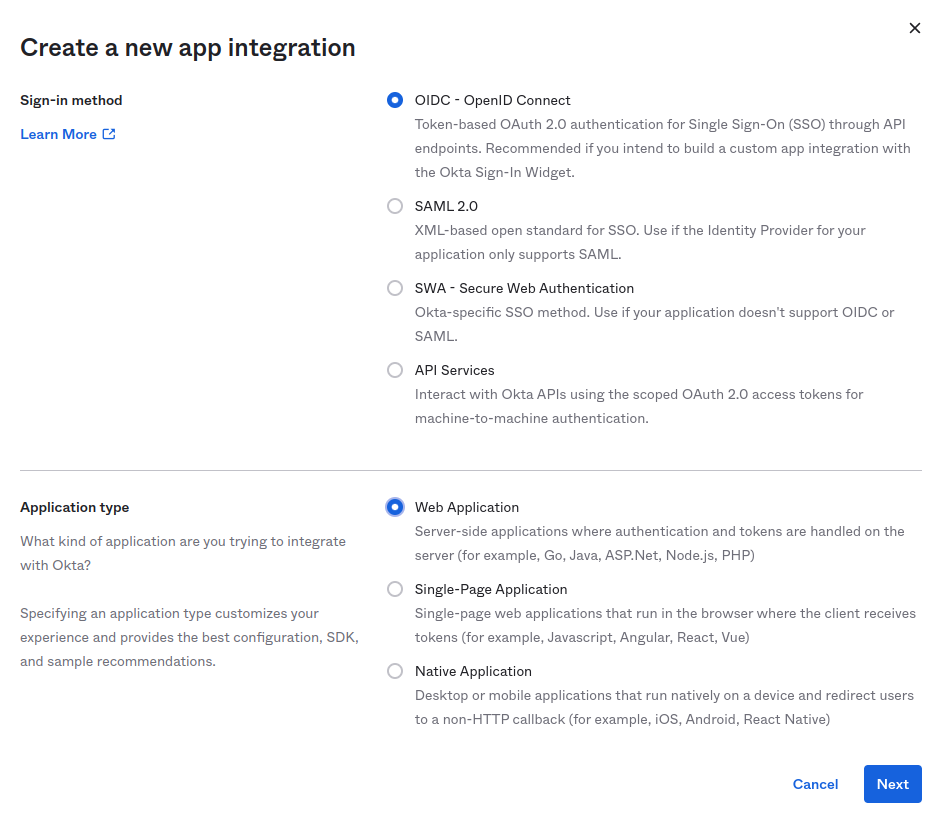 Create a new app integration
Sign-in method
Learn More
OIDC - OpenID Connect
Token-based OAuth 2.0 authentication for Single Sign-On (SSO) through API
endpoints. Recommended if you intend to build a custom app integration with
the Okta Sign-In Widget.
SAML 2.0
XML-based open standard for SSO. Use if the Identity Provider for your
application only supports SAML.
SWA - Secure Web Authentication
Okta-specific SSO method. Use if your application doesn't support OIDC or
SAML.
API Services
Interact with Okta APIs using the scoped OAuth 2.0 access tokens for
machine-to-machine authentication.
Application type
What kind of application are you trying to integrate
with Okta?
Specifying an application type customizes your
experience and provides the best configuration, SDK,
and sample recommendations.
Web Application
Server-side applications where authentication and tokens are handled on the
server (for example, Go, Java, ASP.Net, Node.js, PHP)
Single-Page Application
Single-page web applications that run in the browser where the client receives
tokens (for example, Javascript, Angular, React, Vue)
Native Application
Desktop or mobile applications that run natively on a device and redirect users
to a non-HTTP callback (for example, iOS, Android, React Native)
Cancel
Next